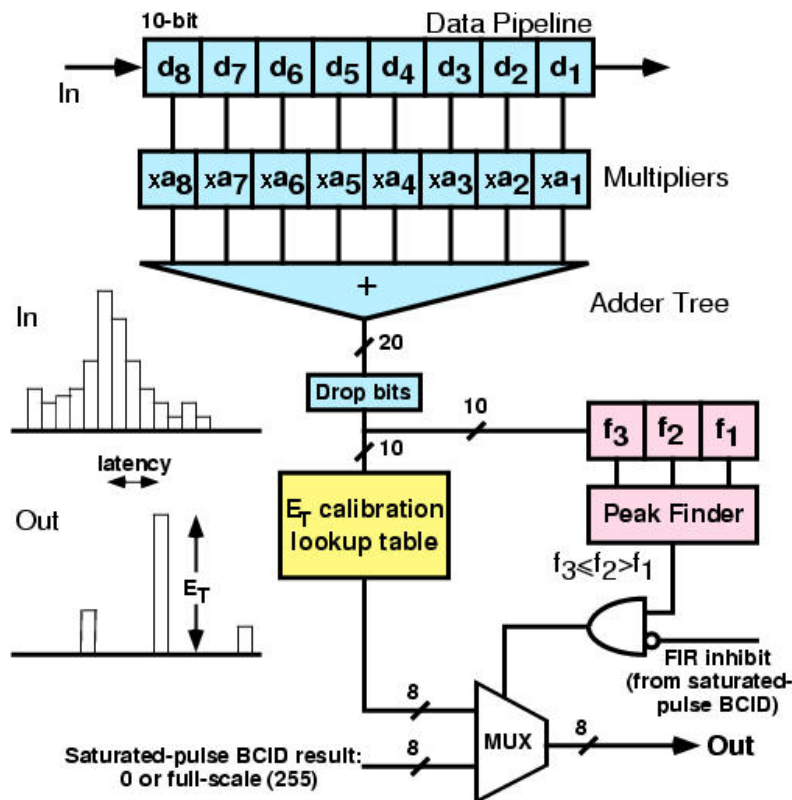 10-bit
Data Pipeline
In
d8 d7 d6 d5 d4 d3 d2 d1
xa8 xa7 xa6 xa5 xa4 xa3 xa2 xa1
Multipliers
+
Adder Tree
In
20
Drop bits
10
10
f3 f2 f1
latency
Out
ET calibration
lookup table
Peak Finder
f3≤f2>f1
ET
FIR inhibit
(from saturated-
pulse BCID)
8
MUX
8
Out
Saturated-pulse BCID result:
0 or full-scale (255)
8